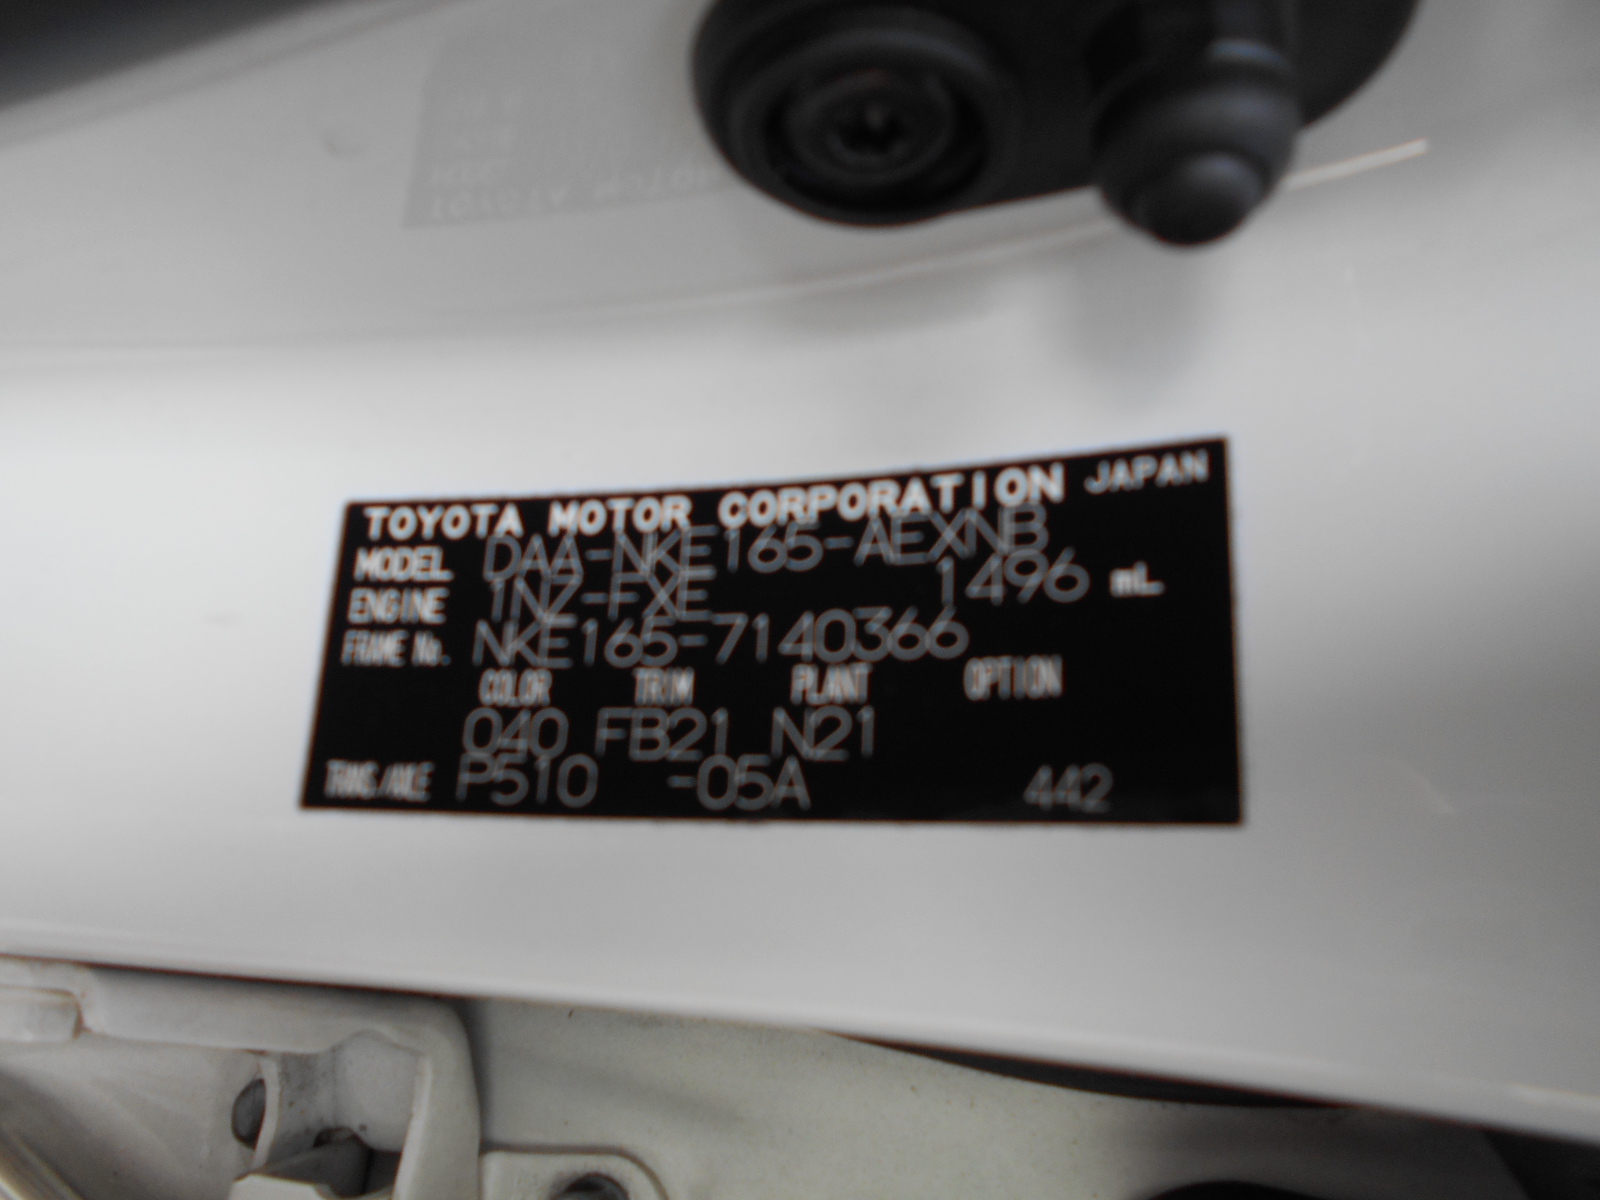 TOYOTA MOTOR CORPORATION JAPAN
MODEL DAA-NKE165-AEXNB
ENGINE 1NZ-FXE 1496 mL
FRAME No. NKE165-7140366
COLOR TRIM PLANT OPTION
040 FB21 N21
TRANS./AXLE P510 -05A 442